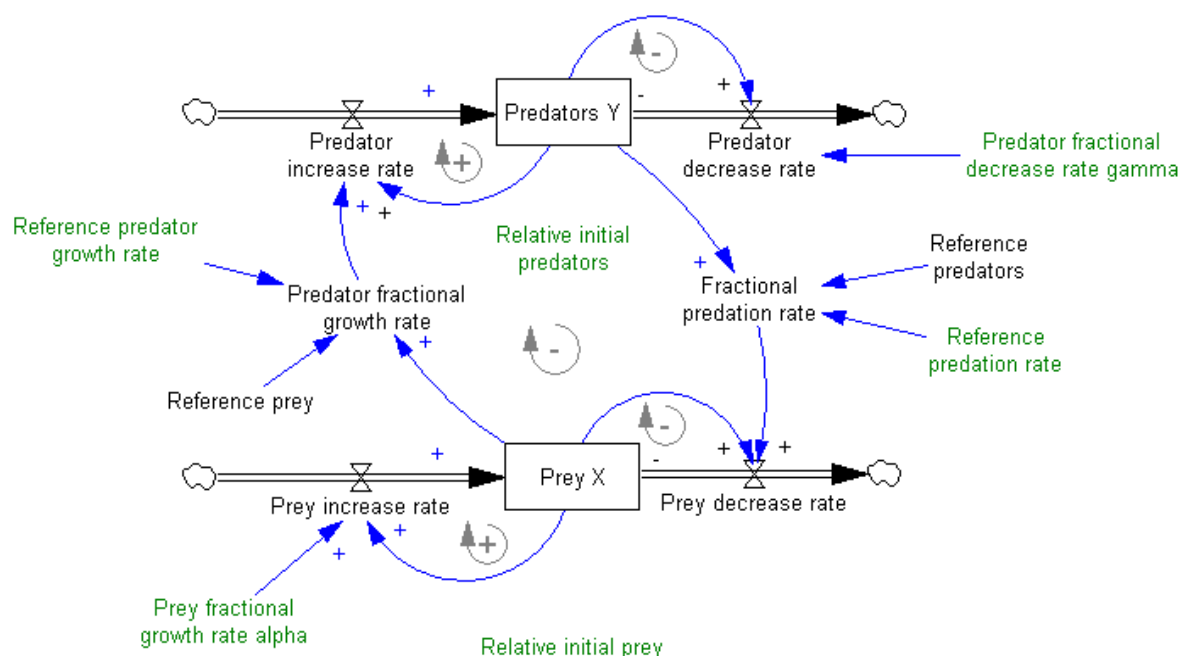 -
+
-
+
Predators Y
Predator
increase rate
+
Predator
decrease rate
Predator fractional
decrease rate gamma
+
+
Reference predator
growth rate
Relative initial
predators
Reference
predators
+
Fractional
predation rate
Predator fractional
growth rate
+
-
Reference
predation rate
Reference prey
-
+
-
+
+
Prey X
Prey increase rate
Prey decrease rate
+
+
+
Prey fractional
growth rate alpha
Relative initial prey